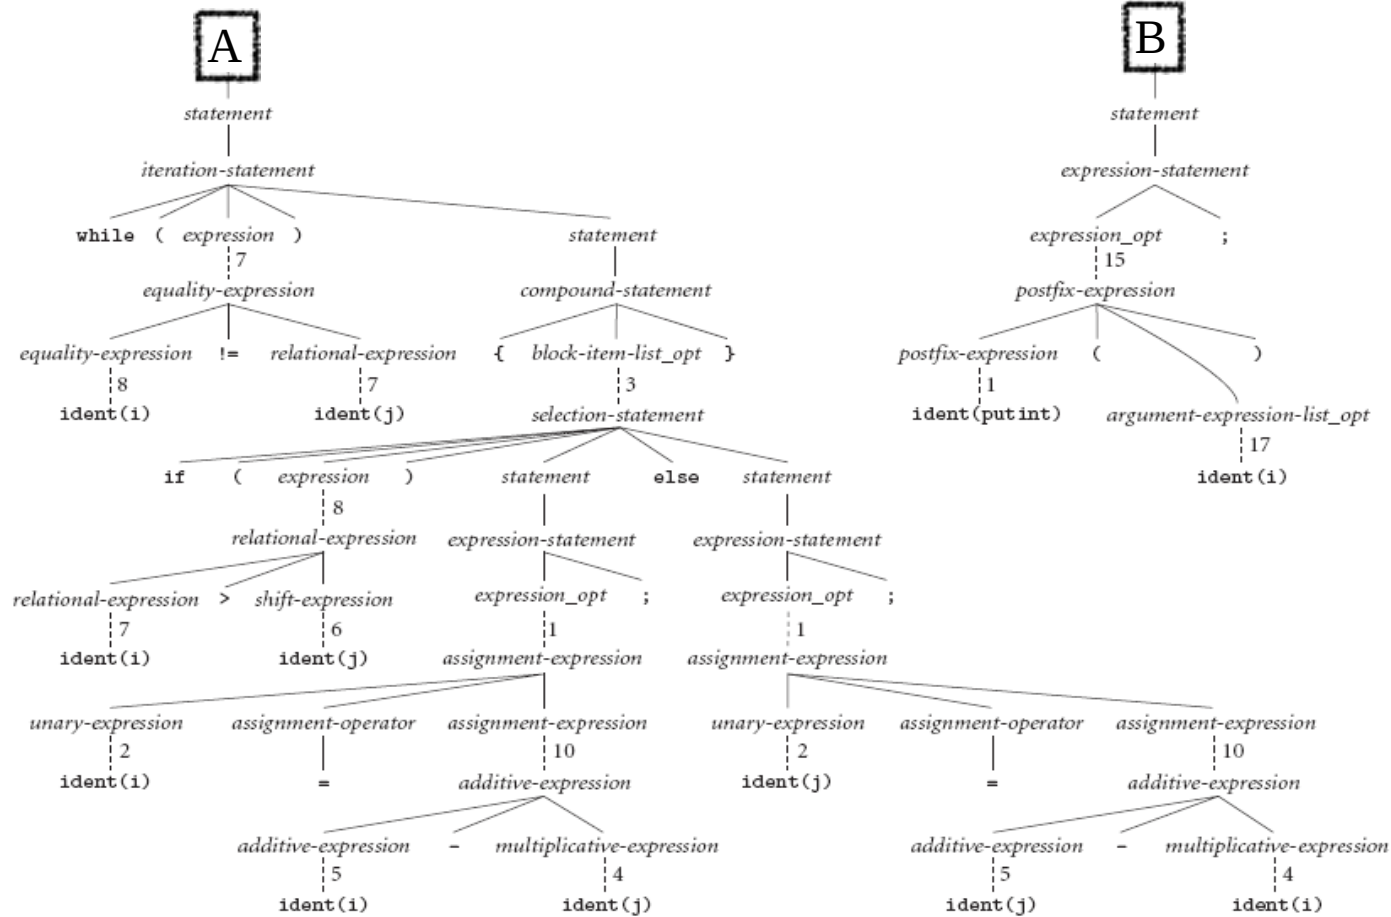 A B
statement statement
iteration-statement expression-statement
while ( expression ) statement expression_opt ;
7 15
equality-expression compound-statement postfix-expression
equality-expression != relational-expression { block-item-list_opt } postfix-expression ( )
8 7 3 1
ident(i) ident(j) selection-statement ident(putint) argument-expression-list_opt
17
if ( expression ) statement else statement ident(i)
8
relational-expression expression-statement expression-statement
relational-expression > shift-expression expression_opt ; expression_opt ;
7 6 1 1
ident(i) ident(j) assignment-expression assignment-expression
unary-expression assignment-operator assignment-expression unary-expression assignment-operator assignment-expression
2 10 2 10
ident(i) = additive-expression ident(j) = additive-expression
additive-expression - multiplicative-expression additive-expression - multiplicative-expression
5 4 5 4
ident(i) ident(j) ident(j) ident(i)